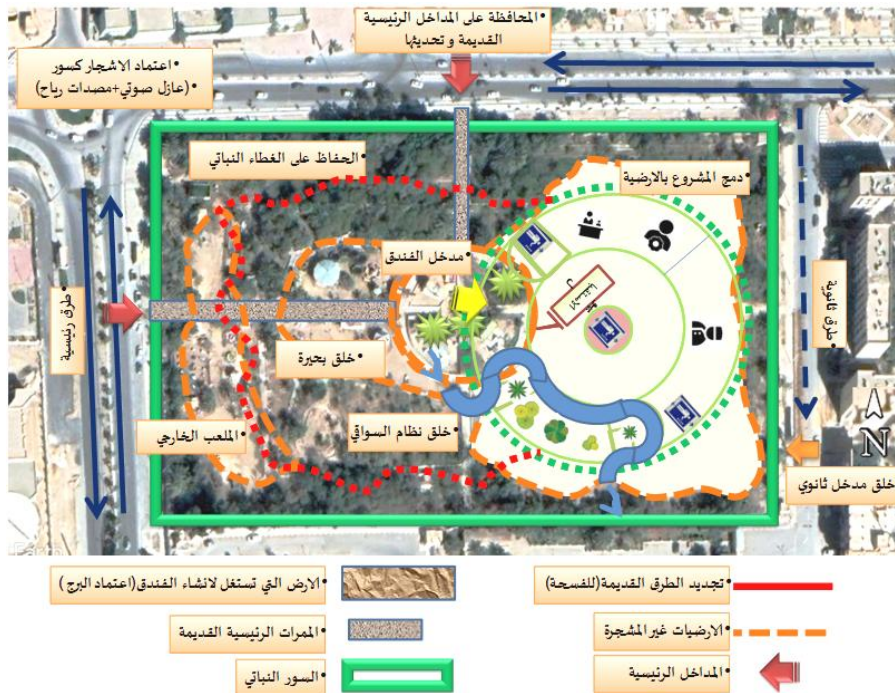 •المحافظة على المداخل الرئيسية
القديمة و تحديثها
•اعتماد الاشجار كسور
(عازل صوتي+مصدات رياح)
•الحفاظ على الغطاء النباتي
•دمج المشروع بالارضية
•مدخل الفندق
الاستقبال
•طرق ثانوية
•طرق رئيسية
•خلق بحيرة
•الملعب الخارجي
•خلق نظام السواقي
N
•خلق مدخل ثانوي
•تجديد الطرق القديمة(للفسحة)
•الارض التي تستغل لانشاء الفندق(اعتماد البرج )
•الارضيات غير المشجرة
•الممرات الرئيسية القديمة
•المداخل الرئيسية
•السور النباتي